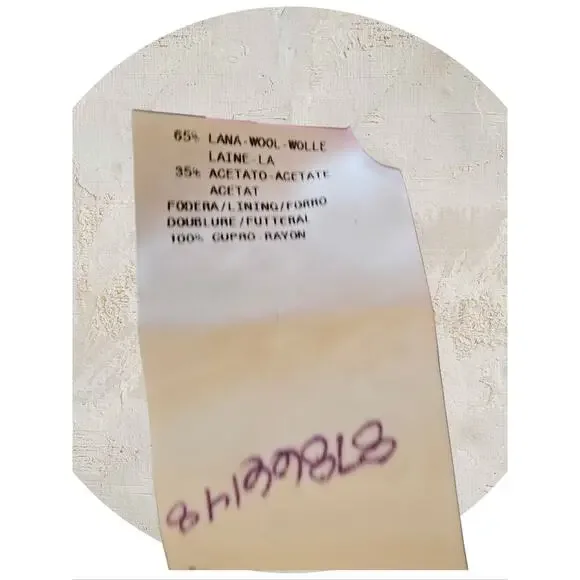 65% LANA-WOOL-WOLLE
LAINE-LA
35% ACETATO-ACETATE
ACETAT
FODERA/LINING/FORRO
DOUBLURE/FUTTERAL
100% CUPRO RAYON